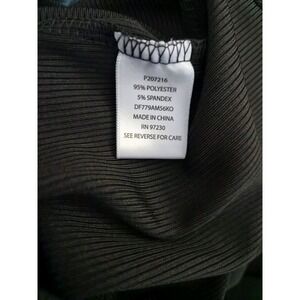 P207216
95% POLYESTER
5% SPANDEX
DF779AM56KO
MADE IN CHINA
RN 97230
SEE REVERSE FOR CARE